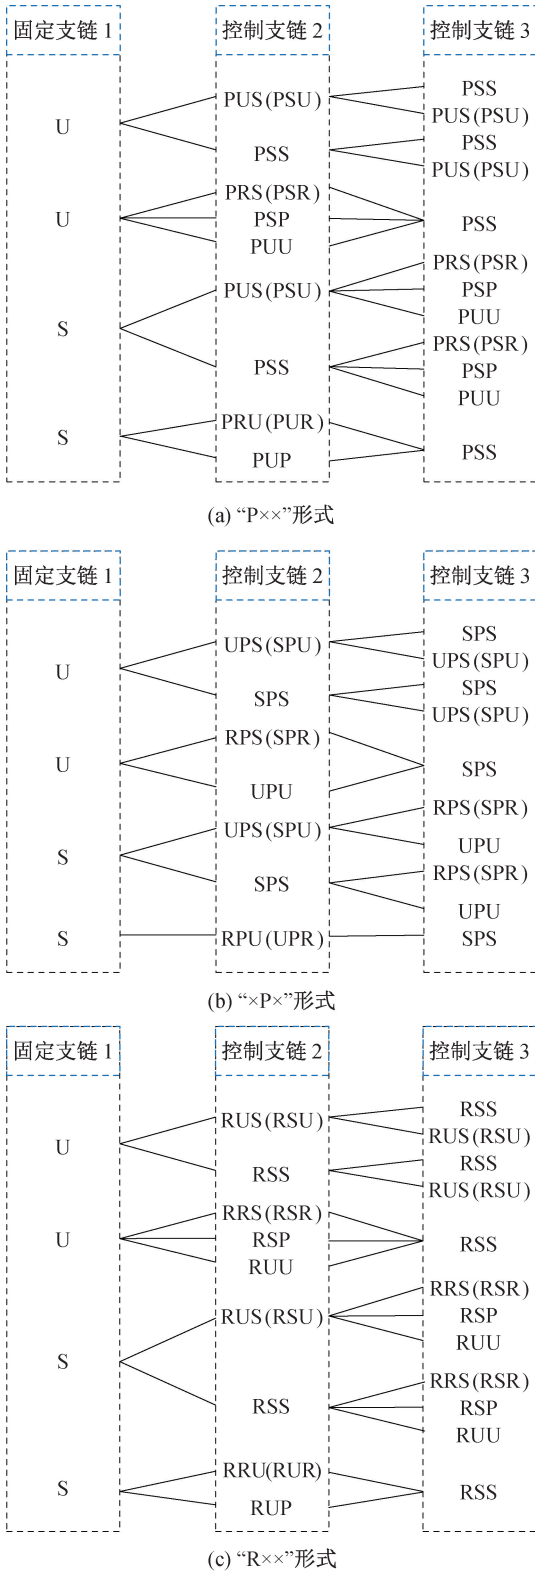 固定支链 1 控制支链 2 控制支链 3
PSS
PUS(PSU)
PUS(PSU)
U
PSS
PSS
PUS(PSU)
PRS(PSR)
U PSP PSS
PUU
PRS(PSR)
PUS(PSU) PSP
PUU
S
PRS(PSR)
PSS PSP
PUU
PRU(PUR)
S PSS
PUP
(a) “P××”形式
固定支链 1 控制支链 2 控制支链 3
SPS
UPS(SPU)
UPS(SPU)
U
SPS
SPS
UPS(SPU)
RPS(SPR)
U SPS
UPU
RPS(SPR)
UPS(SPU)
UPU
S
RPS(SPR)
SPS
UPU
S RPU(UPR) SPS
(b) “×P×”形式
固定支链 1 控制支链 2 控制支链 3
RSS
RUS(RSU)
RUS(RSU)
U
RSS
RSS
RUS(RSU)
RRS(RSR)
U RSP RSS
RUU
RRS(RSR)
RUS(RSU) RSP
RUU
S
RRS(RSR)
RSS RSP
RUU
RRU(RUR)
S RSS
RUP
(c) “R××”形式